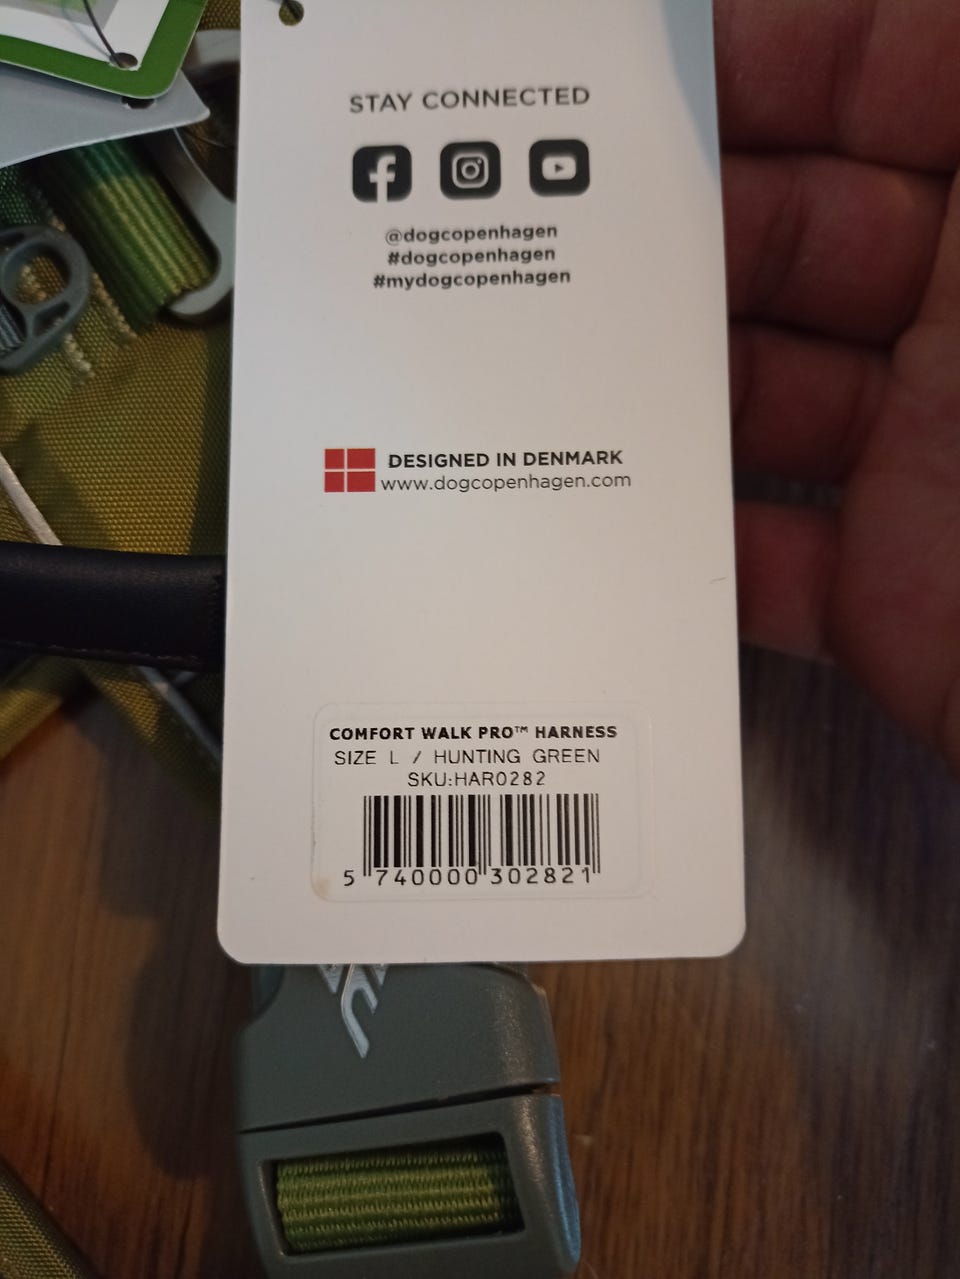 STAY CONNECTED
@dogcopenhagen
#dogcopenhagen
#mydogcopenhagen
DESIGNED IN DENMARK
www.dogcopenhagen.com
COMFORT WALK PRO™ HARNESS
SIZE L / HUNTING GREEN
SKU:HAR0282
5 740000 302821